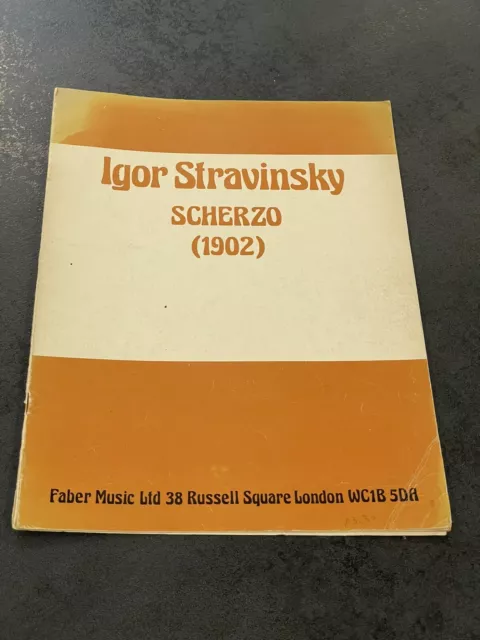 Igor Stravinsky
SCHERZO
(1902)
Faber Music Ltd 38 Russell Square London WC1B 5DA